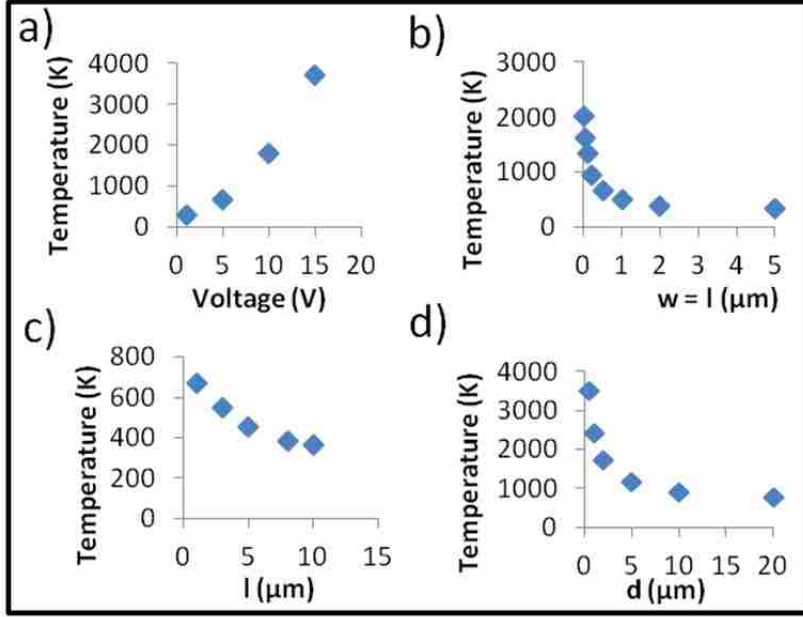 a)
Temperature (K)
4000
3000
2000
1000
0
0 5 10 15 20
Voltage (V)
b)
Temperature (K)
3000
2000
1000
0
0 1 2 3 4 5
w = l (μm)
c)
Temperature (K)
800
600
400
200
0
0 5 10 15
l (μm)
d)
Temperature (K)
4000
3000
2000
1000
0
0 5 10 15 20
d (μm)